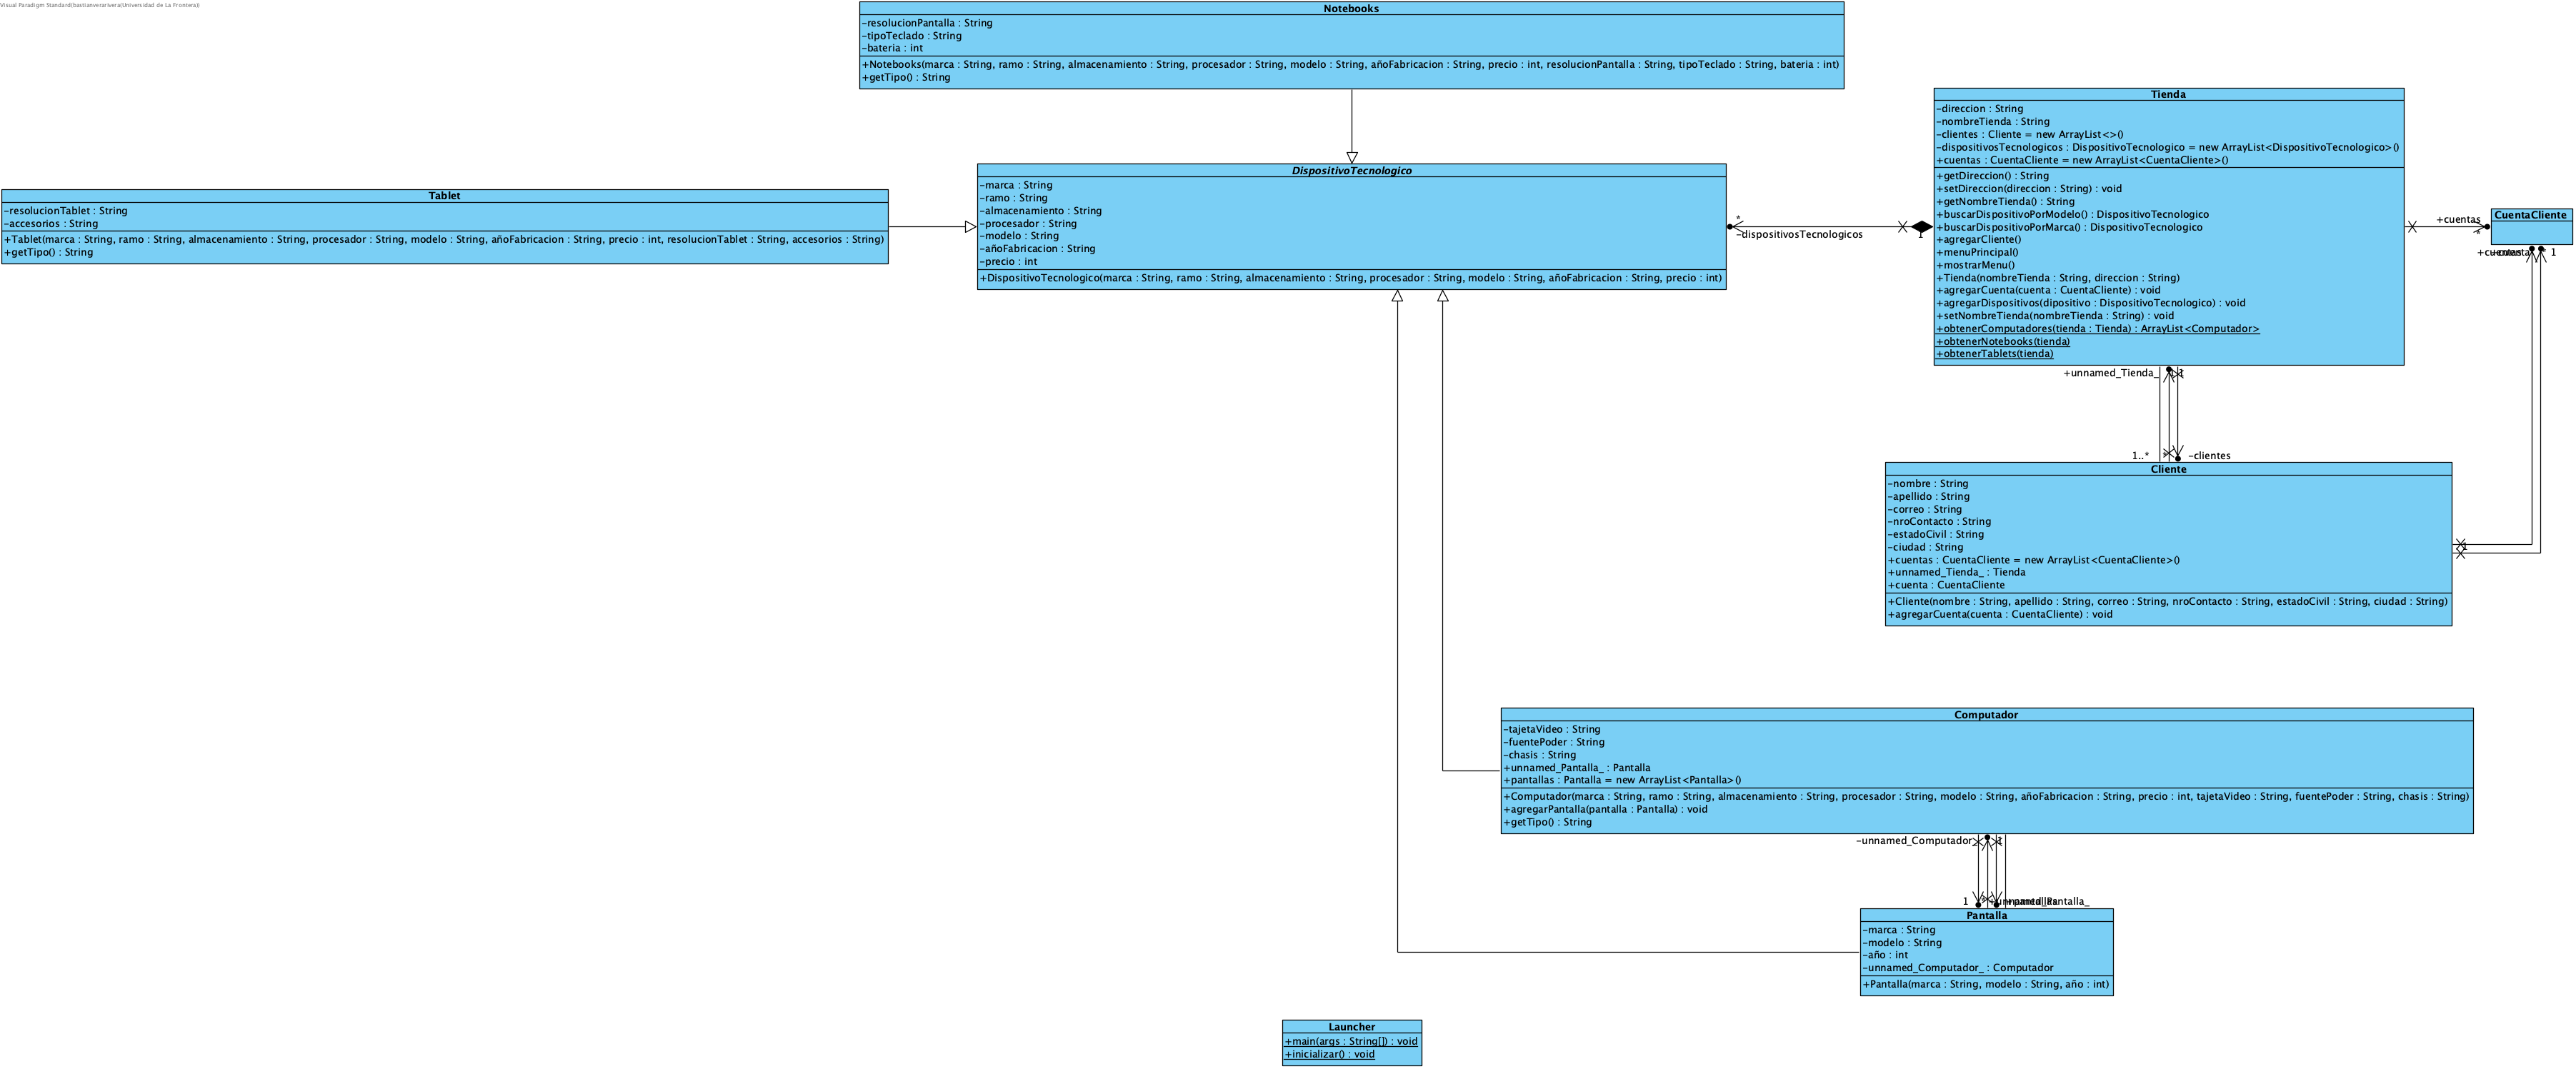 Visual Paradigm Standard(bastianverarivera(Universidad de La Frontera))
Notebooks
-resolucionPantalla : String
-tipoTeclado : String
-bateria : int
+Notebooks(marca : String, ramo : String, almacenamiento : String, procesador : String, modelo : String, añoFabricacion : String, precio : int, resolucionPantalla : String, tipoTeclado : String, bateria : int)
+getTipo() : String
Tablet
-resolucionTablet : String
-accesorios : String
+Tablet(marca : String, ramo : String, almacenamiento : String, procesador : String, modelo : String, añoFabricacion : String, precio : int, resolucionTablet : String, accesorios : String)
+getTipo() : String
DispositivoTecnologico
-marca : String
-ramo : String
-almacenamiento : String
-procesador : String
-modelo : String
-añoFabricacion : String
-precio : int
+DispositivoTecnologico(marca : String, ramo : String, almacenamiento : String, procesador : String, modelo : String, añoFabricacion : String, precio : int)
*
-dispositivosTecnologicos
1
Tienda
-direccion : String
-nombreTienda : String
-clientes : Cliente = new ArrayList<>()
-dispositivosTecnologicos : DispositivoTecnologico = new ArrayList<DispositivoTecnologico>()
+cuentas : CuentaCliente = new ArrayList<CuentaCliente>()
+getDireccion() : String
+setDireccion(direccion : String) : void
+getNombreTienda() : String
+buscarDispositivoPorModelo() : DispositivoTecnologico
+buscarDispositivoPorMarca() : DispositivoTecnologico
+agregarCliente()
+menuPrincipal()
+mostrarMenu()
+Tienda(nombreTienda : String, direccion : String)
+agregarCuenta(cuenta : CuentaCliente) : void
+agregarDispositivos(dipositivo : DispositivoTecnologico) : void
+setNombreTienda(nombreTienda : String) : void
+obtenerComputadores(tienda : Tienda) : ArrayList<Computador>
+obtenerNotebooks(tienda)
+obtenerTablets(tienda)
+cuentas
*
CuentaCliente
1
+unnamed_Tienda_
1
1..*
-clientes
Cliente
-nombre : String
-apellido : String
-correo : String
-nroContacto : String
-estadoCivil : String
-ciudad : String
+cuentas : CuentaCliente = new ArrayList<CuentaCliente>()
+unnamed_Tienda_ : Tienda
+cuenta : CuentaCliente
+Cliente(nombre : String, apellido : String, correo : String, nroContacto : String, estadoCivil : String, ciudad : String)
+agregarCuenta(cuenta : CuentaCliente) : void
1
Computador
-tajetaVideo : String
-fuentePoder : String
-chasis : String
+unnamed_Pantalla_ : Pantalla
+pantallas : Pantalla = new ArrayList<Pantalla>()
+Computador(marca : String, ramo : String, almacenamiento : String, procesador : String, modelo : String, añoFabricacion : String, precio : int, tajetaVideo : String, fuentePoder : String, chasis : String)
+agregarPantalla(pantalla : Pantalla) : void
+getTipo() : String
-unnamed_Computador_
1
1
Pantalla
-marca : String
-modelo : String
-año : int
-unnamed_Computador_ : Computador
+Pantalla(marca : String, modelo : String, año : int)
Launcher
+main(args : String[]) : void
+inicializar() : void